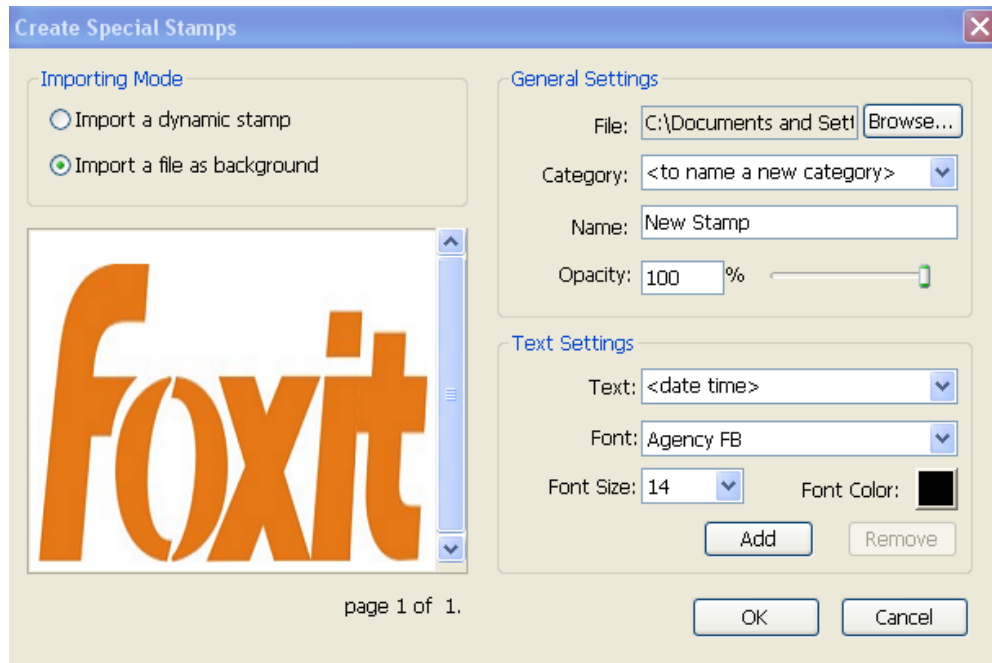 Create Special Stamps
Importing Mode
Import a dynamic stamp
Import a file as background
foxit
page 1 of 1.
General Settings
File: C:\Documents and Sett Browse...
Category: <to name a new category>
Name: New Stamp
Opacity: 100 %
Text Settings
Text: <date time>
Font: Agency FB
Font Size: 14 Font Color:
Add Remove
OK Cancel